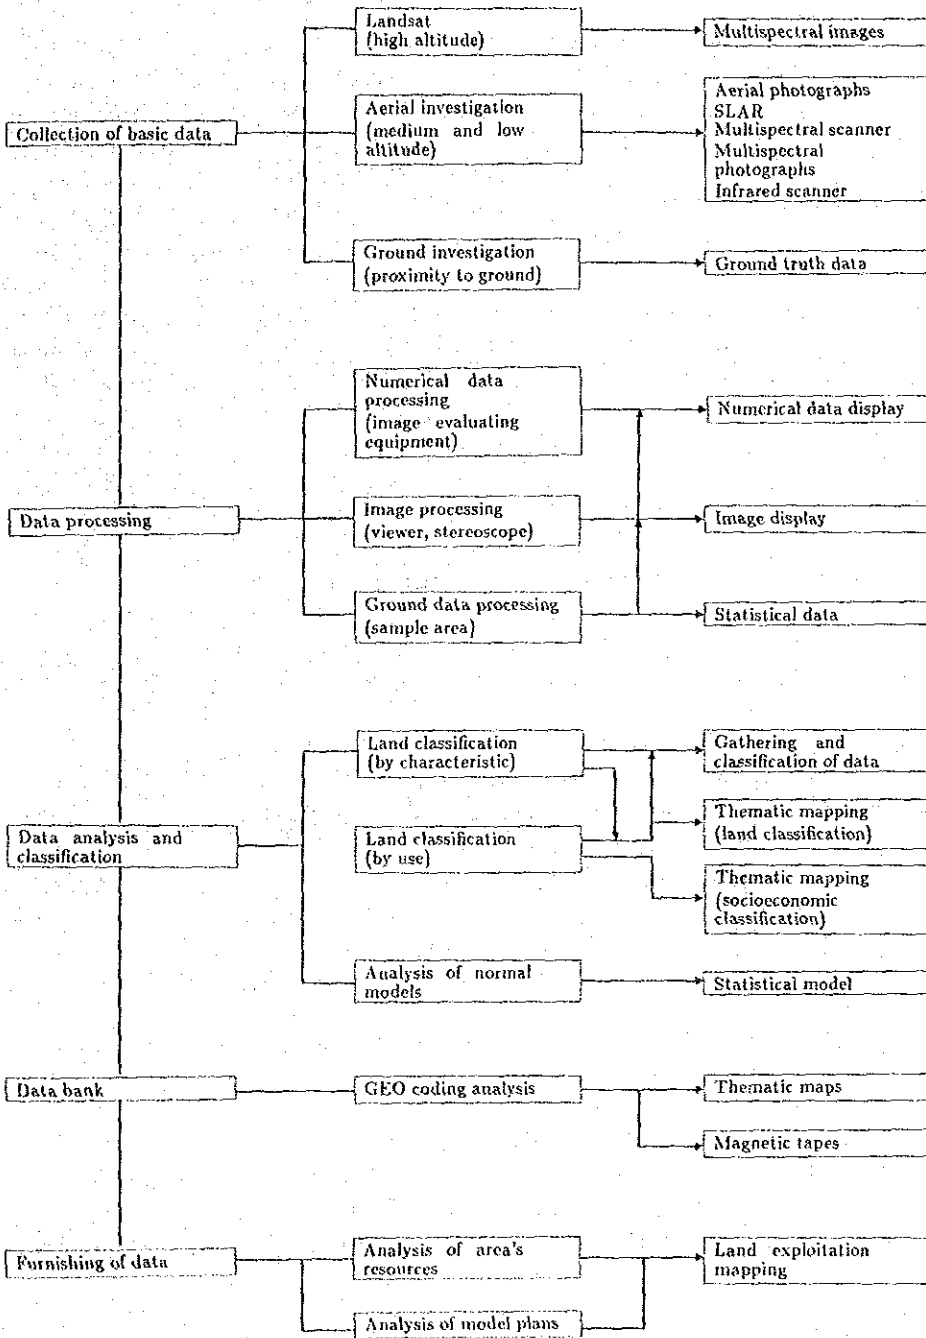 Landsat
(high altitude)
Multispectral images
Collection of basic data
Aerial investigation
(medium and low
altitude)
Aerial photographs
SLAR
Multispectral scanner
Multispectral
photographs
Infrared scanner
Ground investigation
(proximity to ground)
Ground truth data
Numerical data
processing
(image evaluating
equipment)
Numerical data display
Data processing
Image processing
(viewer, stereoscope)
Image display
Ground data processing
(sample area)
Statistical data
Land classification
(by characteristic)
Gathering and
classification of data
Data analysis and
classification
Land classification
(by use)
Thematic mapping
(land classification)
Thematic mapping
(socioeconomic
classification)
Analysis of normal
models
Statistical model
Data bank
GEO coding analysis
Thematic maps
Magnetic tapes
Furnishing of data
Analysis of area's
resources
Land exploitation
mapping
Analysis of model plans